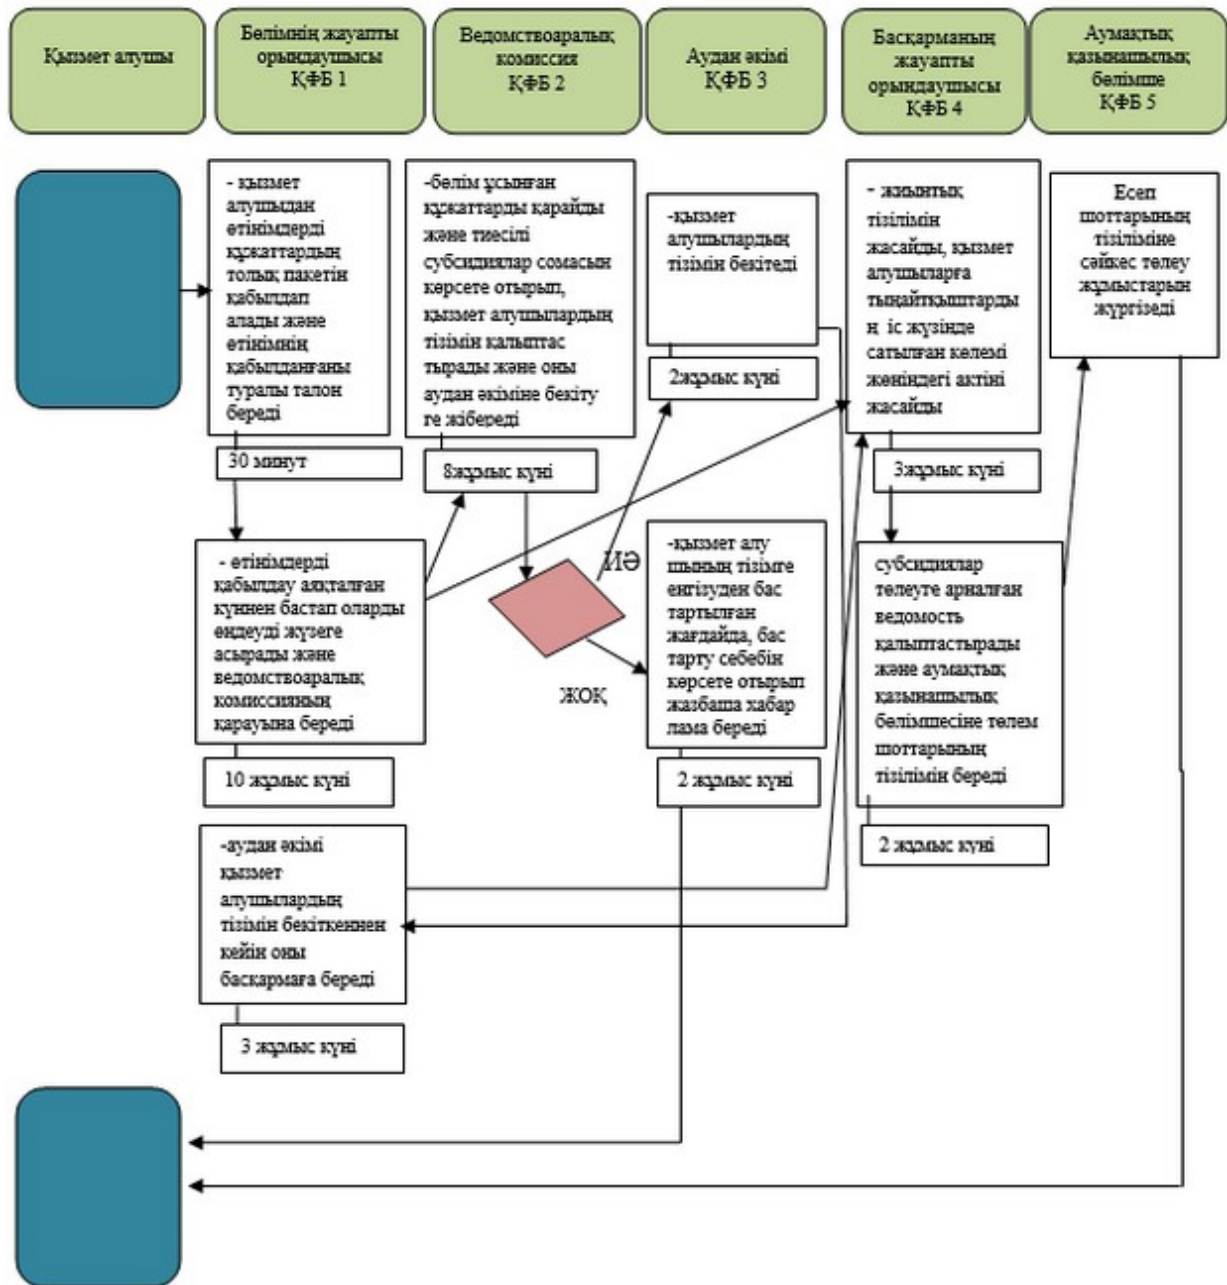 Қызмет алушы
Бөлімнің жауапты
орындаушысы
ҚФБ 1
Ведомствоаралық
комиссия
ҚФБ 2
Аудан әкімі
ҚФБ 3
Басқарманың
жауапты
орындаушысы
ҚФБ 4
Аумақтық
қазынашылық
бөлімше
ҚФБ 5
- қызмет
алушыдан
өтінімдерді
құжаттардың
толық пакетін
қабылдап
алады және
өтінімнің
қабылданғаны
туралы талон
береді
30 минут
-бөлім ұсынған
құжаттарды қарайды
және тиесілі
субсидиялар сомасын
көрсете отырып,
қызмет алушылардың
тізімін қалыптас
тырады және оны
аудан әкіміне бекіту
ге жібереді
8жұмыс күні
-қызмет
алушылардың
тізімін бекітеді
2жұмыс күні
- жиынтық
тізілімін
жасайды, қызмет
алушыларға
тыңайтқыштарды
ң іс жүзінде
сатылған көлемі
жөніндегі актіні
жасайды
3жұмыс күні
Есеп
шоттарының
тізіліміне
сәйкес төлеу
жұмыстарын
жүргізеді
- өтінімдерді
қабылдау аяқталған
күннен бастап оларды
өңдеуді жүзеге
асырады және
ведомствоаралық
комиссияның
қарауына береді
10 жұмыс күні
ИӘ
ЖОҚ
-қызмет алу
шының тізімге
енгізуден бас
тартылған
жағдайда, бас
тарту себебін
көрсете отырып
жазбаша хабар
лама береді
2 жұмыс күні
субсидиялар
төлеуге арналған
ведомость
қалыптастырады
және аумақтық
қазынашылық
бөлімшесіне төлем
шоттарының
тізілімін береді
2 жұмыс күні
-аудан әкімі
қызмет
алушылардың
тізімін бекіткеннен
кейін оны
басқармаға береді
3 жұмыс күні